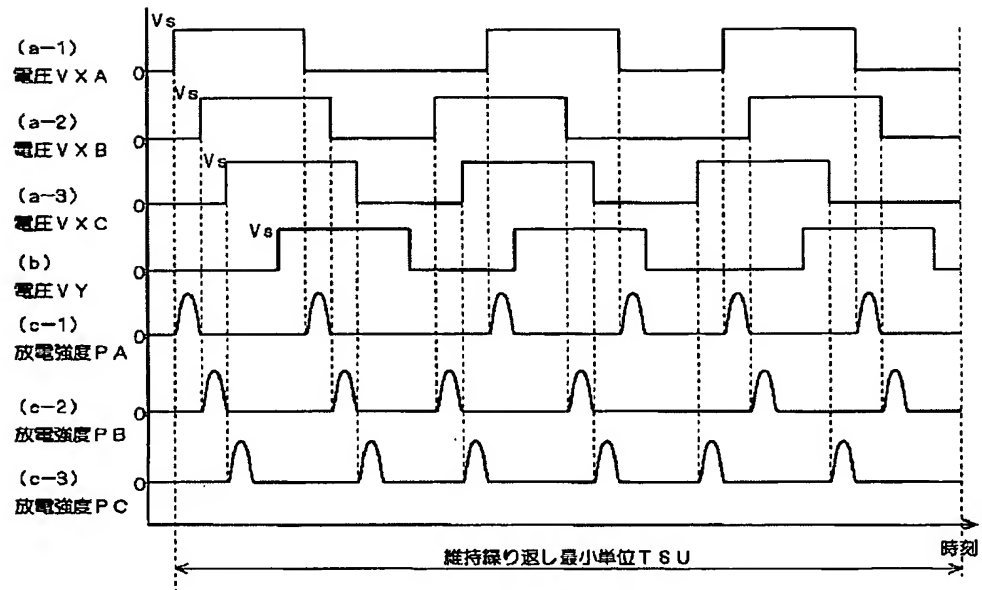 Vs
(a-1)
電圧VXA
0
Vs
(a-2)
電圧VXB
0
Vs
(a-3)
電圧VXC
0
Vs
(b)
電圧VY
0
(c-1)
放電強度PA
0
(c-2)
放電強度PB
0
(c-3)
放電強度PC
0
時刻
維持繰り返し最小単位TSU